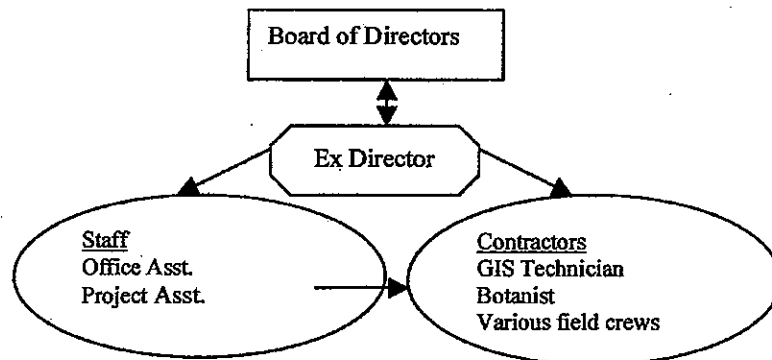 Board of Directors
Ex Director
Staff
Office Asst.
Project Asst.
Contractors
GIS Technician
Botanist
Various field crews